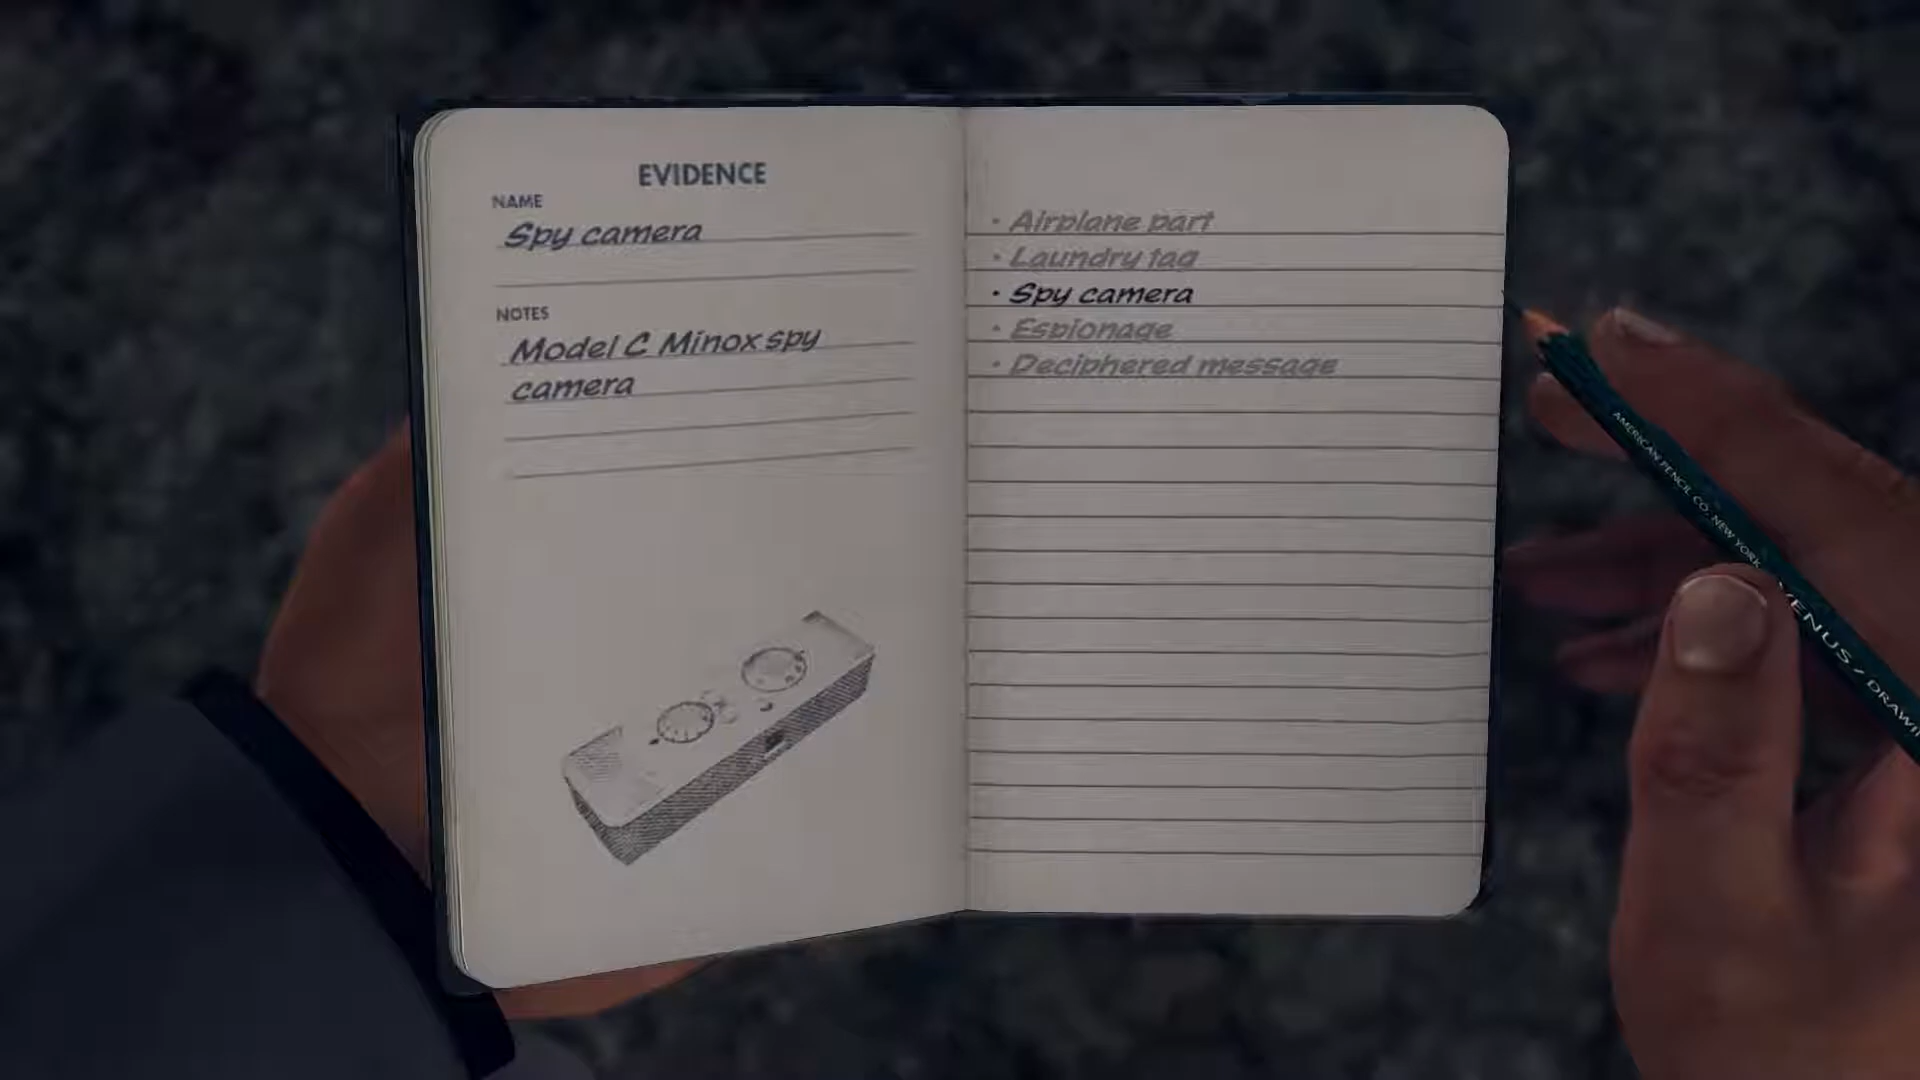 EVIDENCE
NAME
Spy camera
NOTES
Model C Minox spy
camera
• Airplane part
• Laundry tag
• Spy camera
• Espionage
• Deciphered message
AMERICAN PENCIL CO. NEW YORK
VENUS / DRAWI